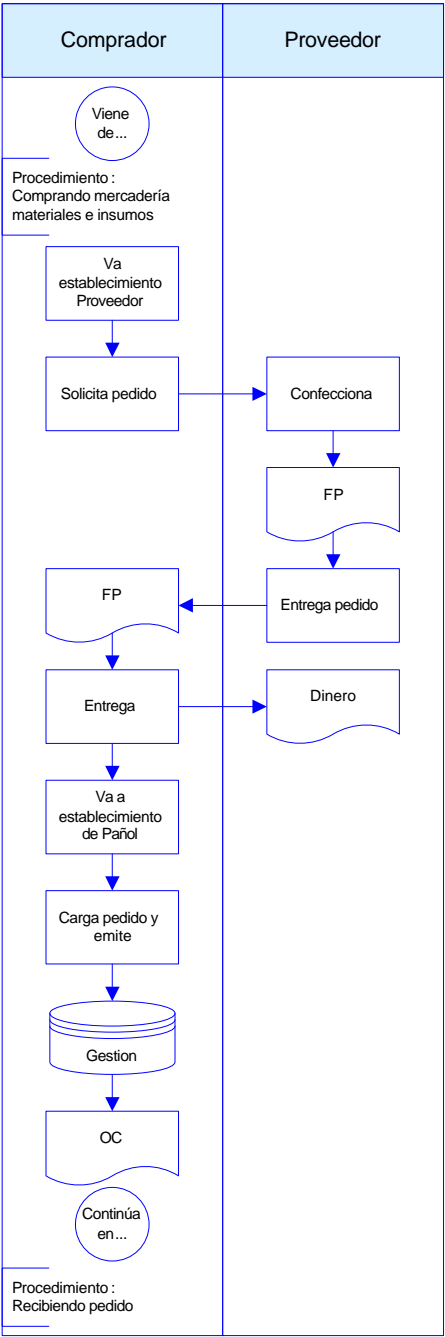 Comprador
Proveedor
Viene
de...
Procedimiento :
Comprando mercadería
materiales e insumos
Va
establecimiento
Proveedor
Solicita pedido
Confecciona
FP
Entrega pedido
FP
Entrega
Dinero
Va a
establecimiento
de Pañol
Carga pedido y
emite
Gestion
OC
Continúa
en...
Procedimiento :
Recibiendo pedido